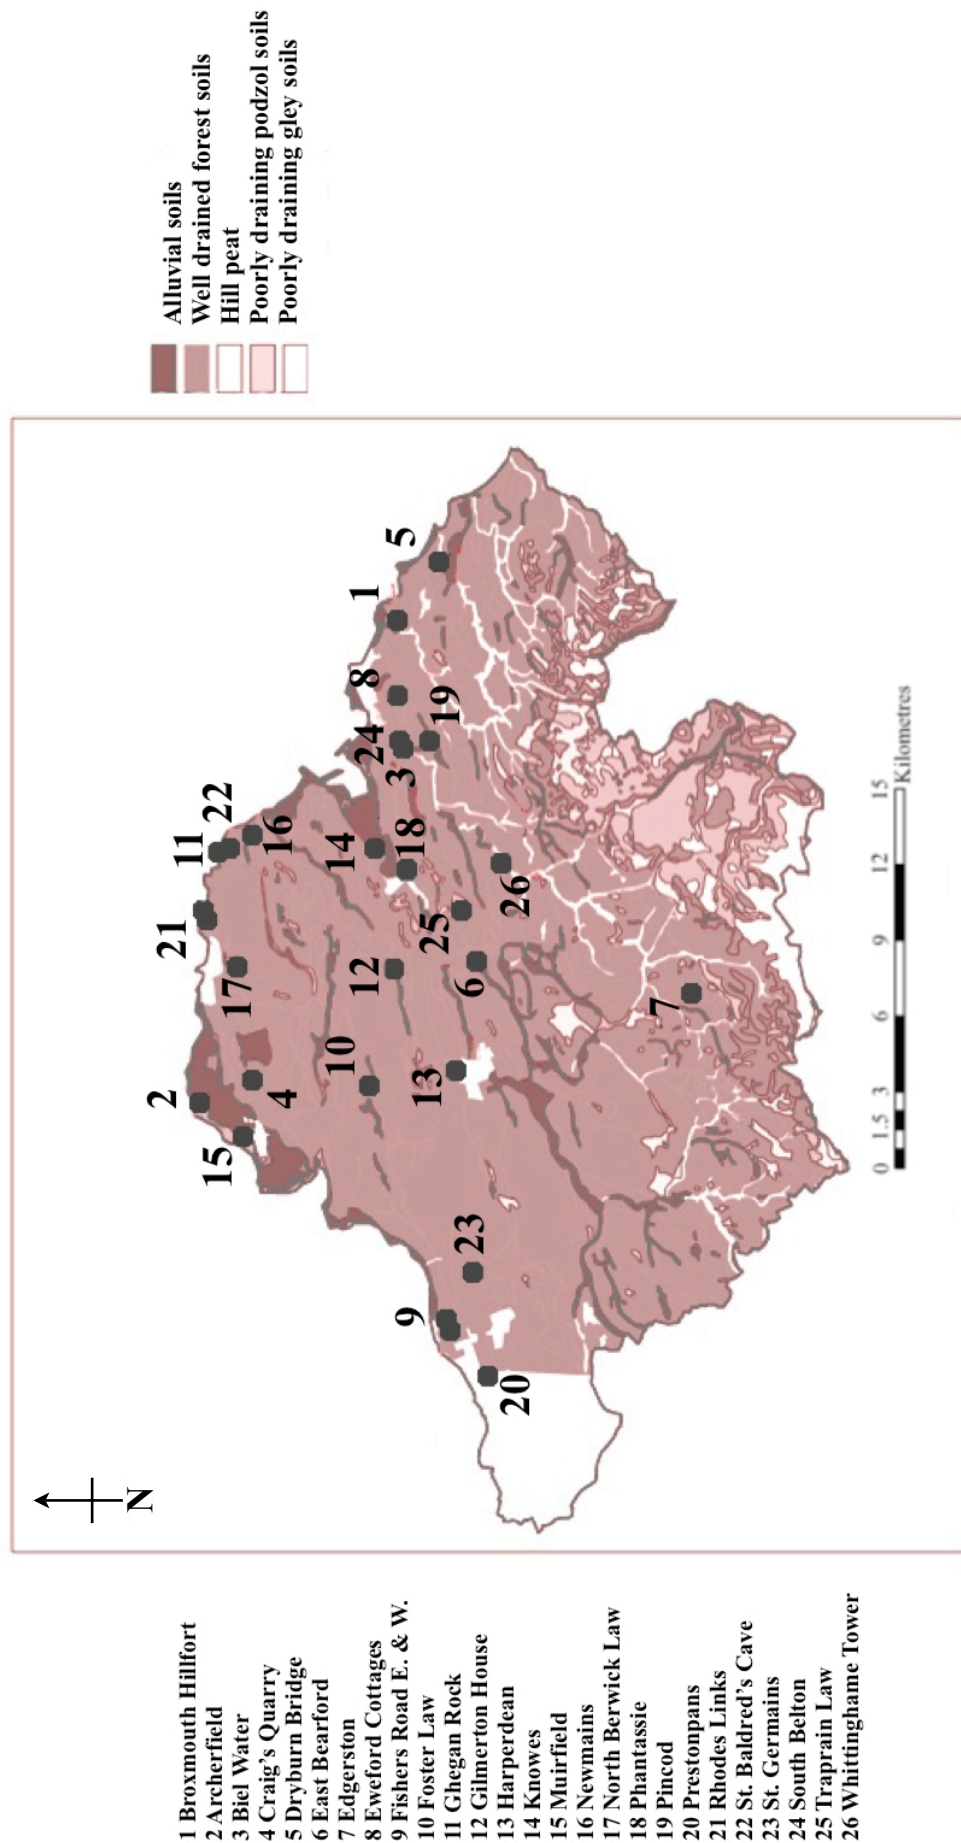 1 Broxmouth Hillfort
2 Archerfield
3 Biel Water
4 Craig's Quarry
5 Dryburn Bridge
6 East Bearford
7 Edgerston
8 Eweford Cottages
9 Fishers Road E. & W.
10 Foster Law
11 Ghegan Rock
12 Gilmerton House
13 Harperdean
14 Knowes
15 Muirfield
16 Newmains
17 North Berwick Law
18 Phantassie
19 Pincod
20 Prestonpans
21 Rhodes Links
22 St. Baldred's Cave
23 St. Germains
24 South Belton
25 Traprain Law
26 Whittinghame Tower
N
20
9
23
15
2
4
10
13
17
21
12
6
7
25
26
11
22
16
14
18
3
24
19
8
1
5
0 1.5 3 6 9 12 15
Kilometres
Alluvial soils
Well drained forest soils
Hill peat
Poorly draining podzol soils
Poorly draining gley soils